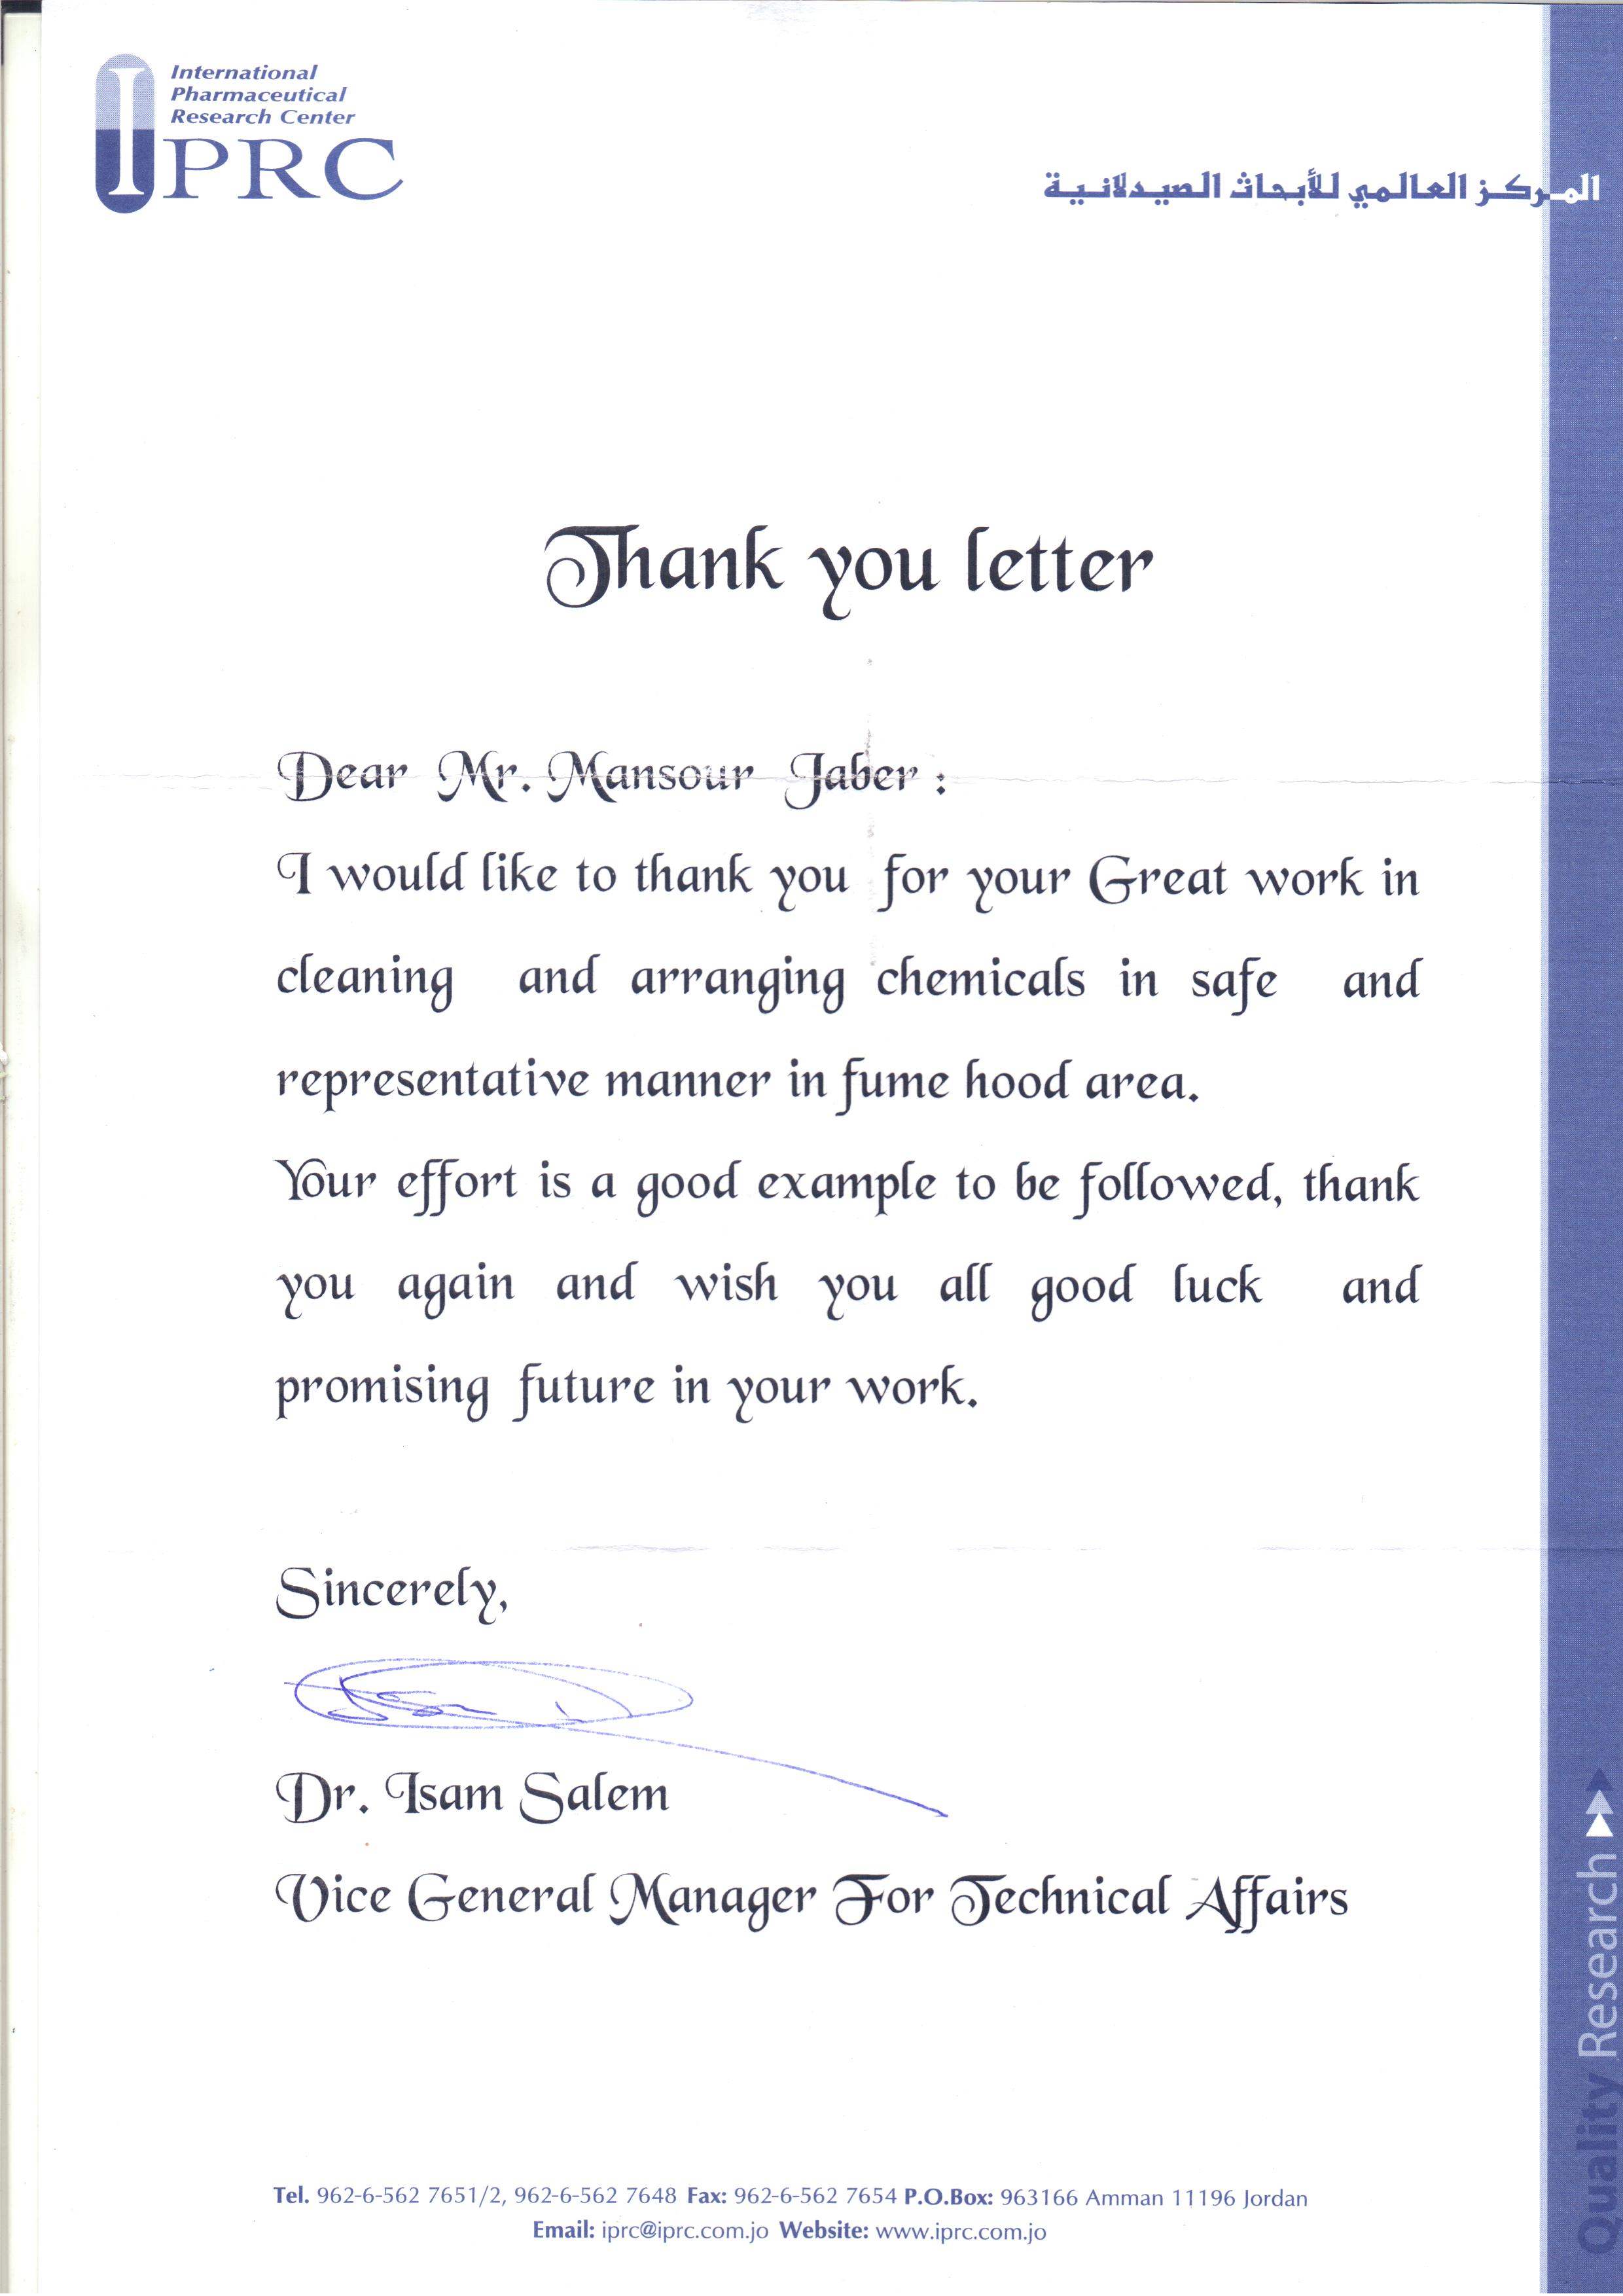 International
Pharmaceutical
Research Center
IPRC
المركز العالمي للأبحاث الصيدلانية
Thank you letter
Dear Mr. Mansour Jaber :
I would like to thank you for your Great work in
cleaning and arranging chemicals in safe and
representative manner in fume hood area.
Your effort is a good example to be followed, thank
you again and wish you all good luck and
promising future in your work.
Sincerely,
Dr. Isam Salem
Vice General Manager For Technical Affairs
Quality Research
Tel. 962-6-562 7651/2, 962-6-562 7648 Fax: 962-6-562 7654 P.O.Box: 963166 Amman 11196 Jordan
Email: iprc@iprc.com.jo Website: www.iprc.com.jo